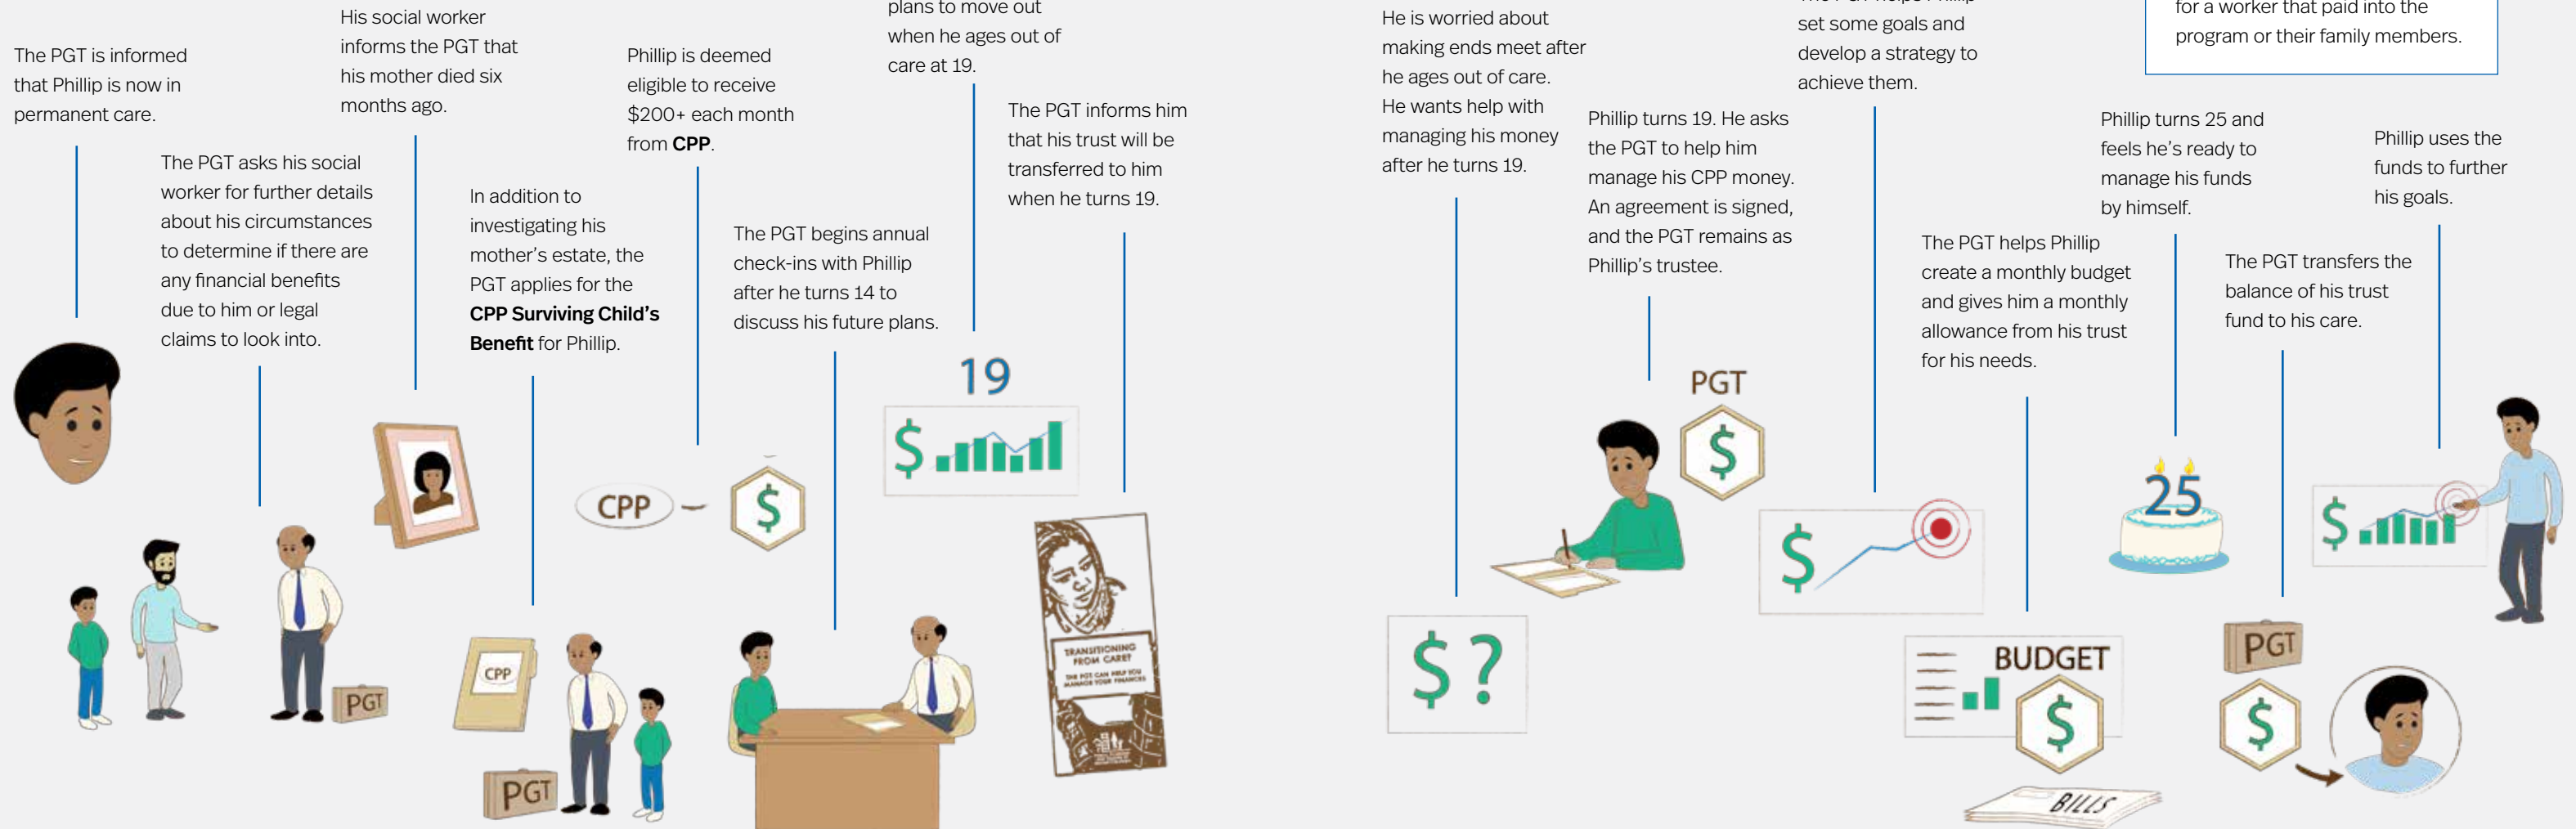 The PGT is informed
that Phillip is now in
permanent care.
The PGT asks his social
worker for further details
about his circumstances
to determine if there are
any financial benefits
due to him or legal
claims to look into.
His social worker
informs the PGT that
his mother died six
months ago.
In addition to
investigating his
mother’s estate, the
PGT applies for the
CPP Surviving Child’s
Benefit for Phillip.
Phillip is deemed
eligible to receive
$200+ each month
from CPP.
The PGT begins annual
check-ins with Phillip
after he turns 14 to
discuss his future plans.
plans to move out
when he ages out of
care at 19.
The PGT informs him
that his trust will be
transferred to him
when he turns 19.
He is worried about
making ends meet after
he ages out of care.
He wants help with
managing his money
after he turns 19.
Phillip turns 19. He asks
the PGT to help him
manage his CPP money.
An agreement is signed,
and the PGT remains as
Phillip’s trustee.
The PGT helps Phillip
set some goals and
develop a strategy to
achieve them.
The PGT helps Phillip
create a monthly budget
and gives him a monthly
allowance from his trust
for his needs.
Phillip turns 25 and
feels he’s ready to
manage his funds
by himself.
The PGT transfers the
balance of his trust
fund to his care.
Phillip uses the
funds to further
his goals.
for a worker that paid into the
program or their family members.
PGT
CPP
PGT
CPP
$
19
$
TRANSITIONING
FROM CARE?
THE PGT CAN HELP YOU
MANAGE YOUR FINANCES
$?
PGT
$
$
BUDGET
$
BILLS
25
PGT
$
$